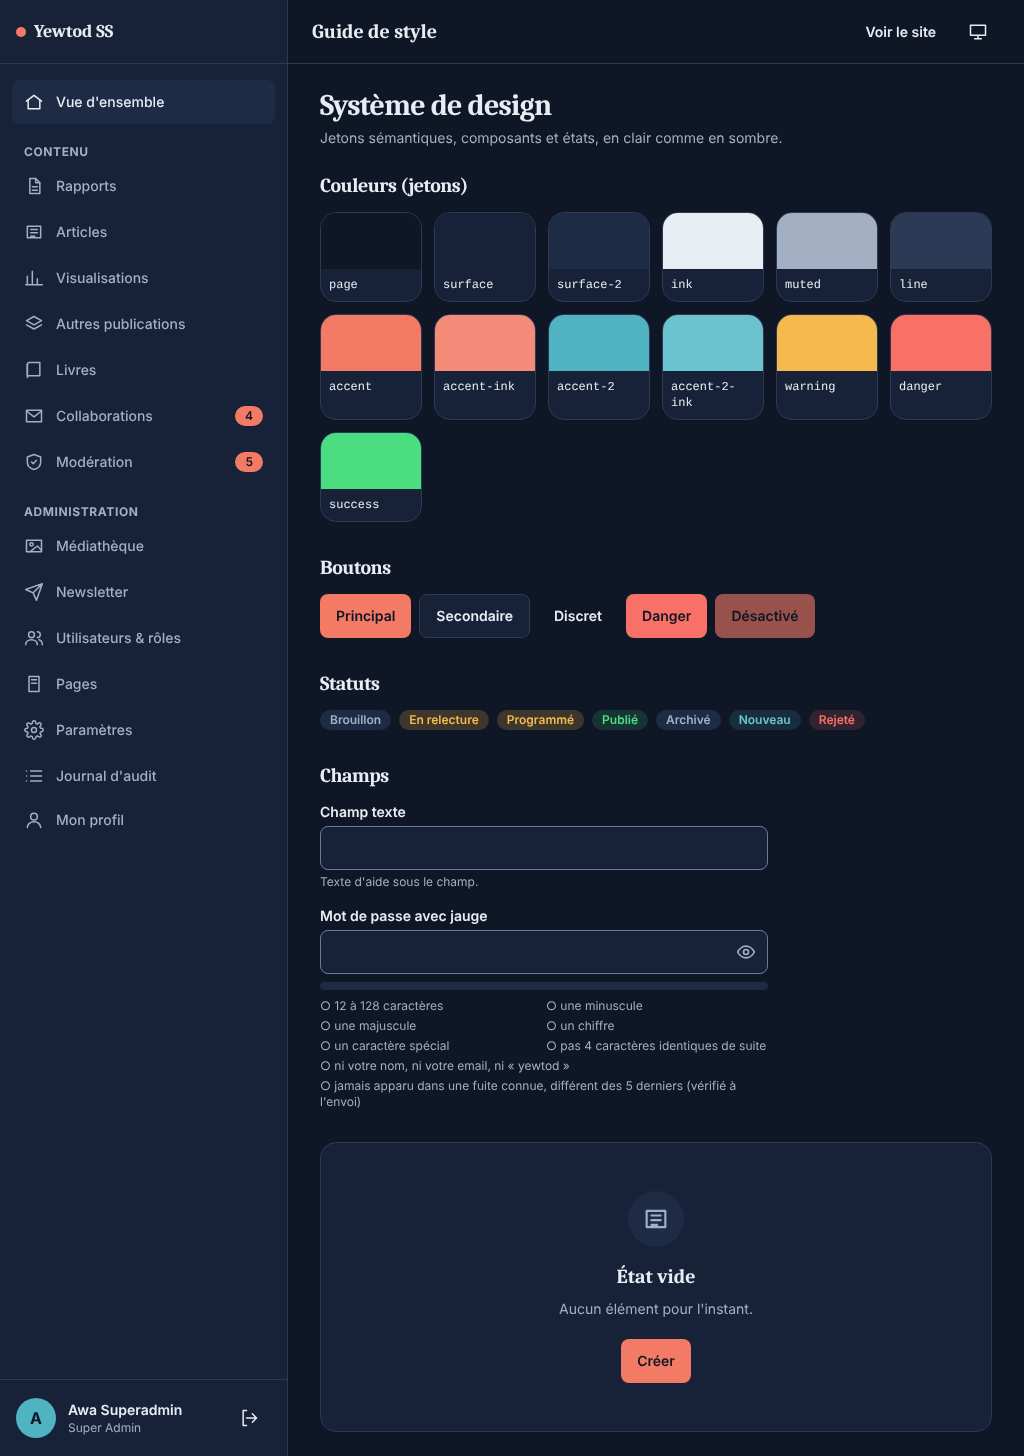 Yewtod SS
Vue d'ensemble
CONTENU
Rapports
Articles
Visualisations
Autres publications
Livres
Collaborations 4
Modération 5
ADMINISTRATION
Médiathèque
Newsletter
Utilisateurs & rôles
Pages
Paramètres
Journal d'audit
Mon profil
A
Awa Superadmin
Super Admin
Guide de style
Voir le site
Système de design
Jetons sémantiques, composants et états, en clair comme en sombre.
Couleurs (jetons)
page surface surface-2 ink muted line
accent accent-ink accent-2 accent-2-
ink warning danger
success
Boutons
Principal Secondaire Discret Danger Désactivé
Statuts
Brouillon En relecture Programmé Publié Archivé Nouveau Rejeté
Champs
Champ texte
Texte d'aide sous le champ.
Mot de passe avec jauge
12 à 128 caractères une minuscule
une majuscule un chiffre
un caractère spécial pas 4 caractères identiques de suite
ni votre nom, ni votre email, ni « yewtod »
jamais apparu dans une fuite connue, différent des 5 derniers (vérifié à
l'envoi)
État vide
Aucun élément pour l'instant.
Créer